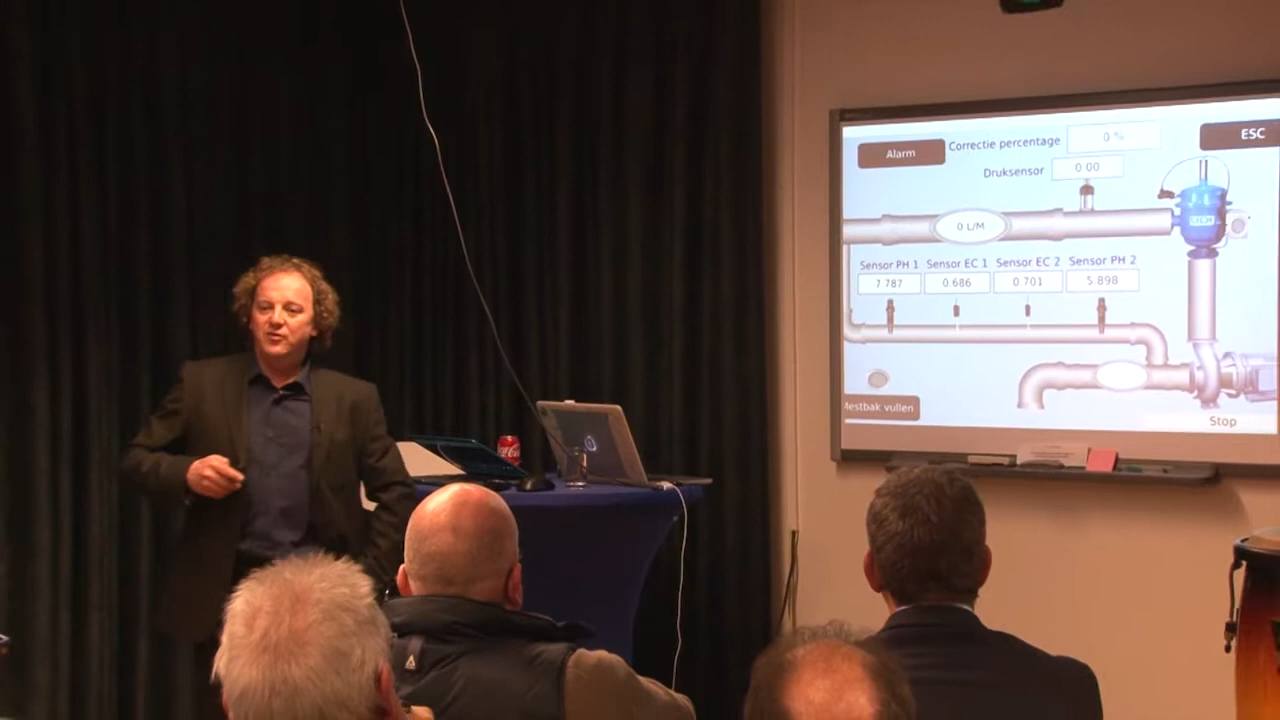 Alarm
Correctie percentage
0 %
ESC
Druksensor
0.00
0 L/M
Sensor PH 1
Sensor EC 1
Sensor EC 2
Sensor PH 2
7.787
0.686
0.701
5.898
Mestbak vullen
Stop